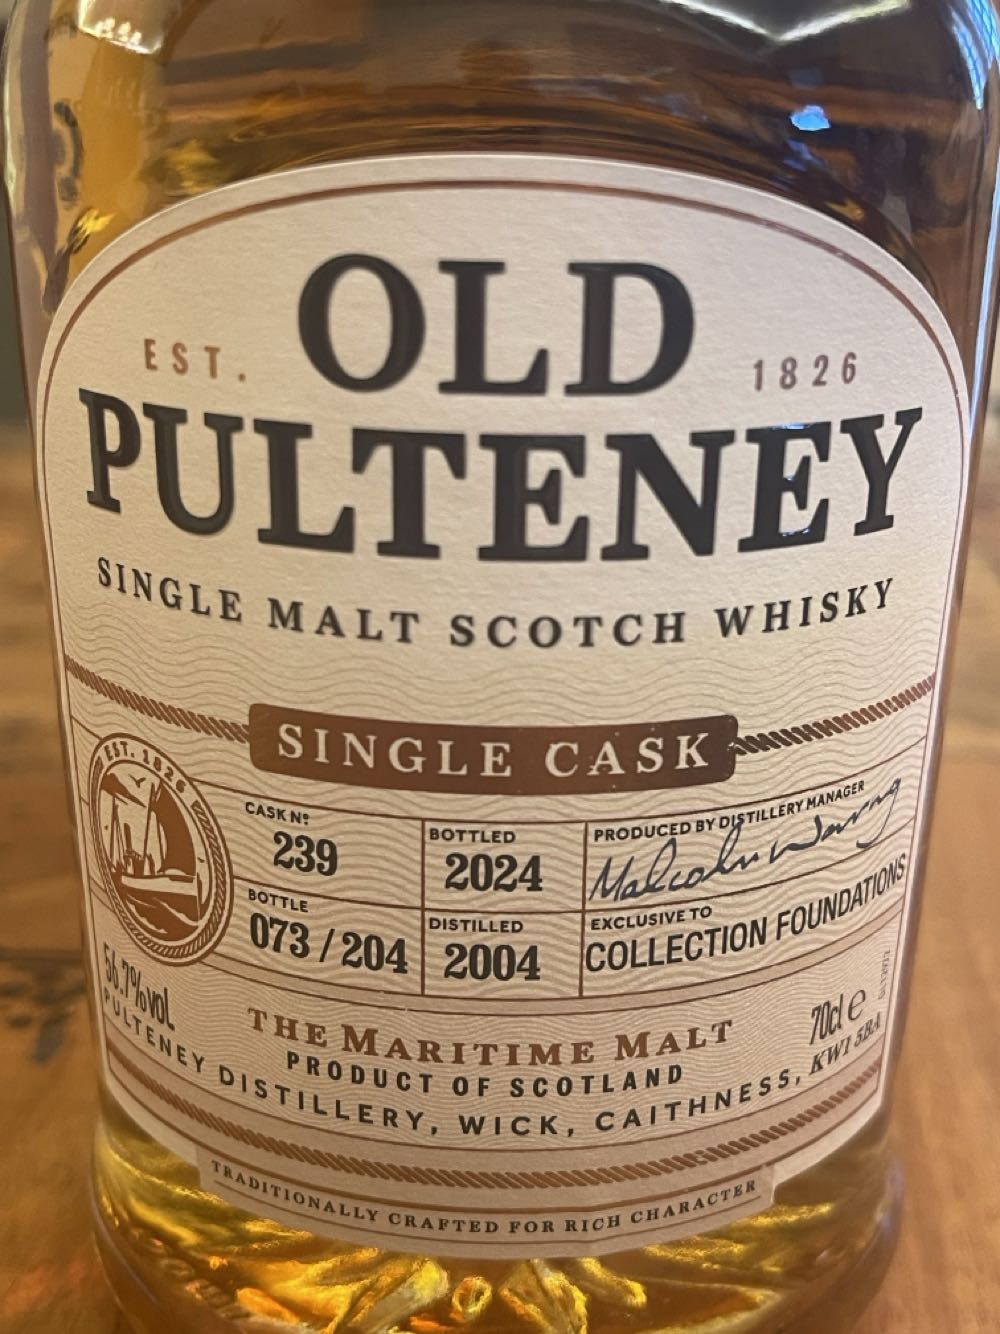 OLD
EST. 1826
PULTENEY
SINGLE MALT SCOTCH WHISKY
SINGLE CASK
EST. 1826
CASK Nº
239
BOTTLED
2024
PRODUCED BY DISTILLERY MANAGER
Malcolm Waring
BOTTLE
073 / 204
DISTILLED
2004
EXCLUSIVE TO
COLLECTION FOUNDATIONS
56.7%vol
THE MARITIME MALT
70cl e
PRODUCT OF SCOTLAND
PULTENEY DISTILLERY, WICK, CAITHNESS, KW1 5BA
TRADITIONALLY CRAFTED FOR RICH CHARACTER